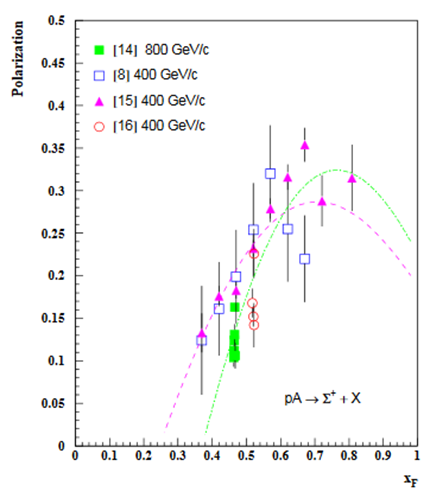 Polarization
0.5
0.45
0.4
0.35
0.3
0.25
0.2
0.15
0.1
0.05
0
[14] 800 GeV/c
[8] 400 GeV/c
[15] 400 GeV/c
[16] 400 GeV/c
pA → Σ⁺ + X
0 0.1 0.2 0.3 0.4 0.5 0.6 0.7 0.8 0.9 1
x_F